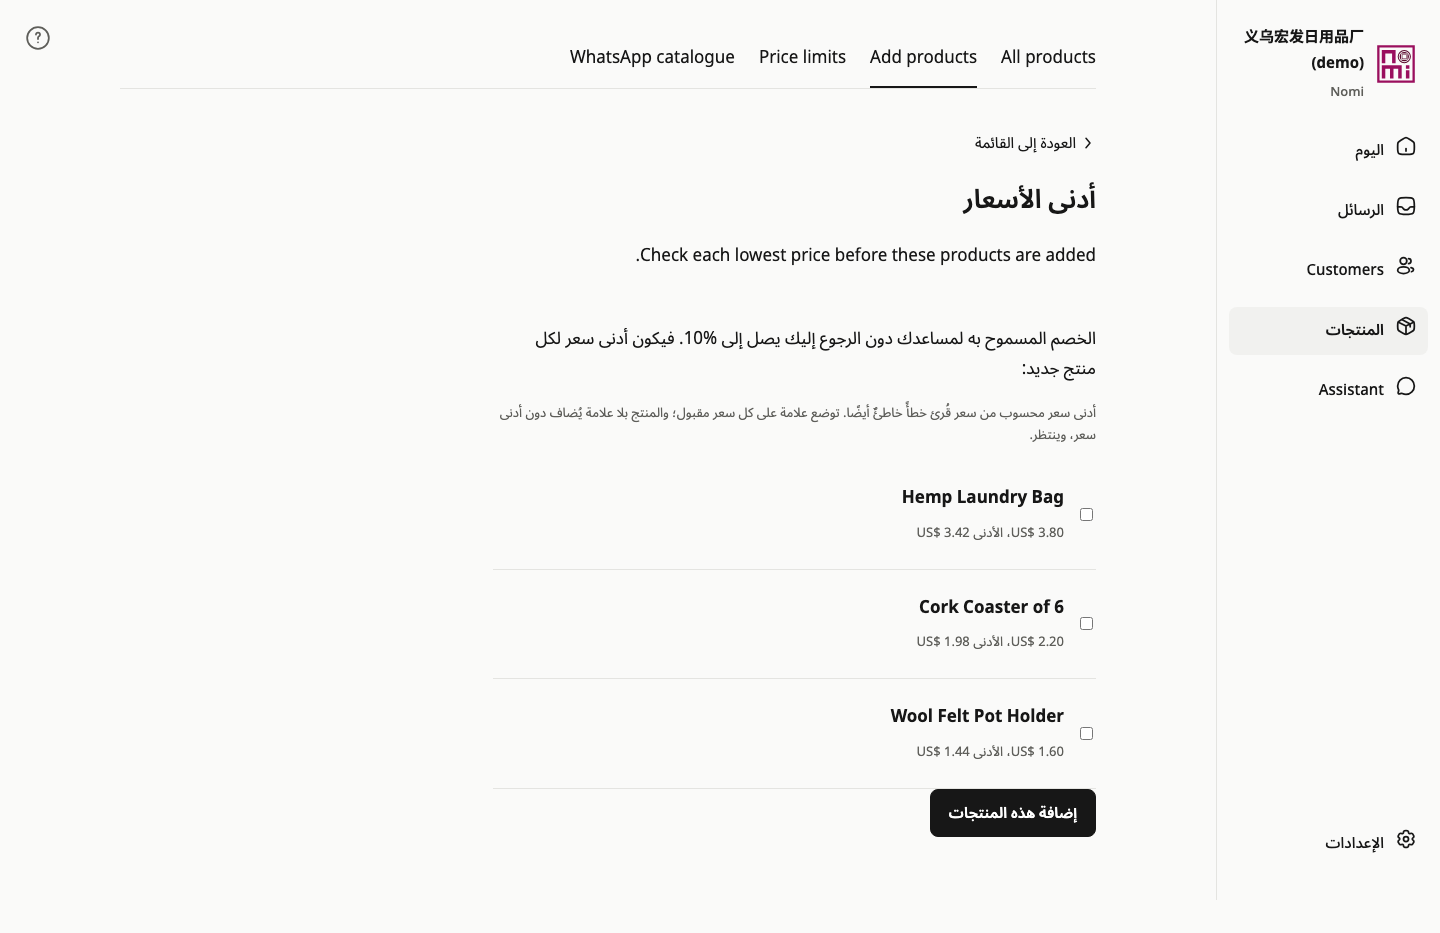 义乌宏发日用品厂
(demo)
Nomi
اليوم
الرسائل
Customers
المنتجات
Assistant
الإعدادات
All products
Add products
Price limits
WhatsApp catalogue
العودة إلى القائمة
أدنى الأسعار
Check each lowest price before these products are added.
الخصم المسموح به لمساعدك دون الرجوع إليك يصل إلى 10%. فيكون أدنى سعر لكل
منتج جديد:
أدنى سعر محسوب من سعر قُرئ خطأً خاطئٌ أيضًا. توضع علامة على كل سعر مقبول؛ والمنتج بلا علامة يُضاف دون أدنى
سعر، وينتظر.
Hemp Laundry Bag
US$ 3.80، الأدنى US$ 3.42
Cork Coaster of 6
US$ 2.20، الأدنى US$ 1.98
Wool Felt Pot Holder
US$ 1.60، الأدنى US$ 1.44
إضافة هذه المنتجات